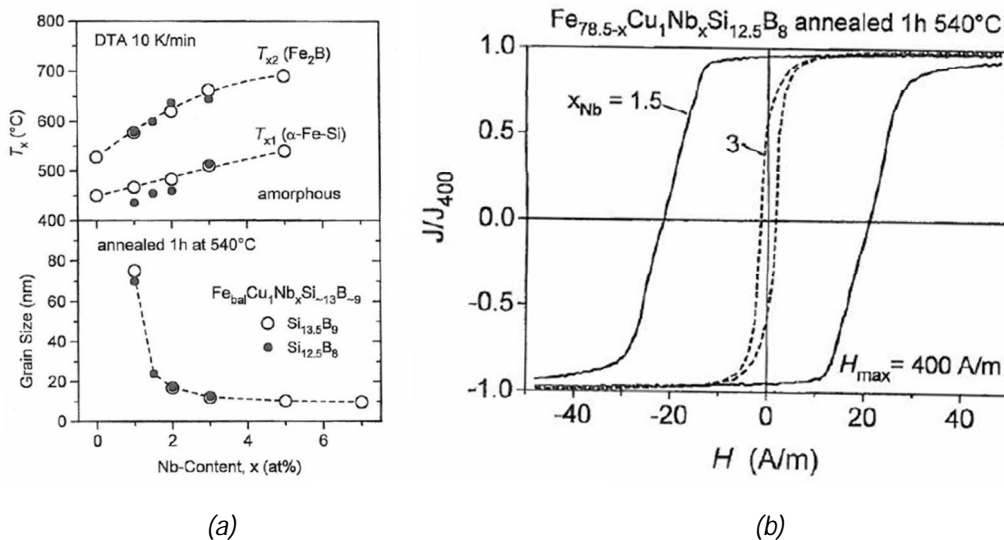 DTA 10 K/min
Tx2 (Fe2B)
Tx1 (α-Fe-Si)
amorphous
Tx (°C)
800
700
600
500
400
annealed 1h at 540°C
FebalCu1NbxSi~13B~9
Si13.5B9
Si12.5B8
Grain Size (nm)
80
60
40
20
0
0 2 4 6
Nb-Content, x (at%)
(a)
Fe78.5-xCu1NbxSi12.5B8 annealed 1h 540°C
xNb = 1.5
3
J/J400
1.0
0.5
0.0
-0.5
-1.0
Hmax = 400 A/m
-40 -20 0 20 40
H (A/m)
(b)